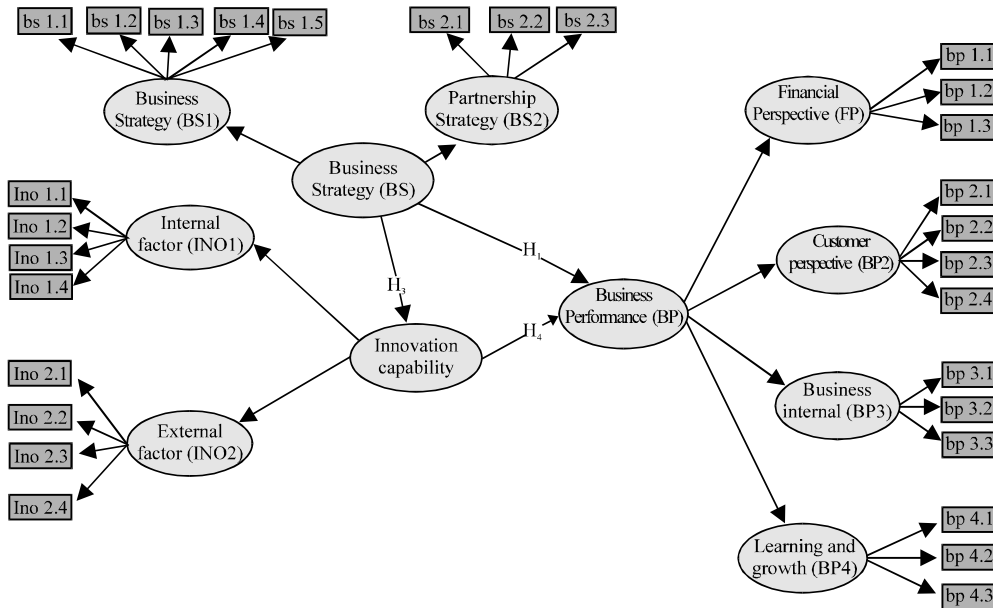 bs 1.1
bs 1.2
bs 1.3
bs 1.4
bs 1.5
bs 2.1
bs 2.2
bs 2.3
Business
Strategy (BS1)
Partnership
Strategy (BS2)
Business
Strategy (BS)
Ino 1.1
Ino 1.2
Ino 1.3
Ino 1.4
Internal
factor (INO1)
H₁
H₃
H₄
Innovation
capability
Business
Performance (BP)
Ino 2.1
Ino 2.2
Ino 2.3
Ino 2.4
External
factor (INO2)
Financial
Perspective (FP)
bp 1.1
bp 1.2
bp 1.3
Customer
perspective (BP2)
bp 2.1
bp 2.2
bp 2.3
bp 2.4
Business
internal (BP3)
bp 3.1
bp 3.2
bp 3.3
Learning and
growth (BP4)
bp 4.1
bp 4.2
bp 4.3